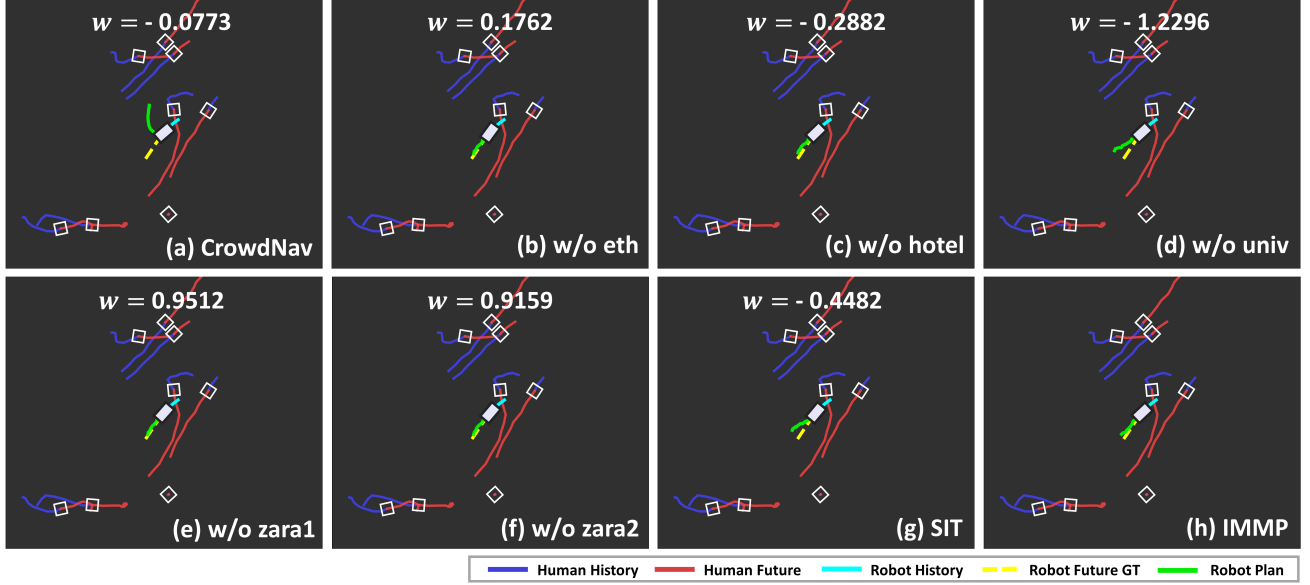 w = - 0.0773
w = 0.1762
w = - 0.2882
w = - 1.2296
(a) CrowdNav
(b) w/o eth
(c) w/o hotel
(d) w/o univ
w = 0.9512
w = 0.9159
w = - 0.4482
(e) w/o zara1
(f) w/o zara2
(g) SIT
(h) IMMP
Human History Human Future Robot History Robot Future GT Robot Plan